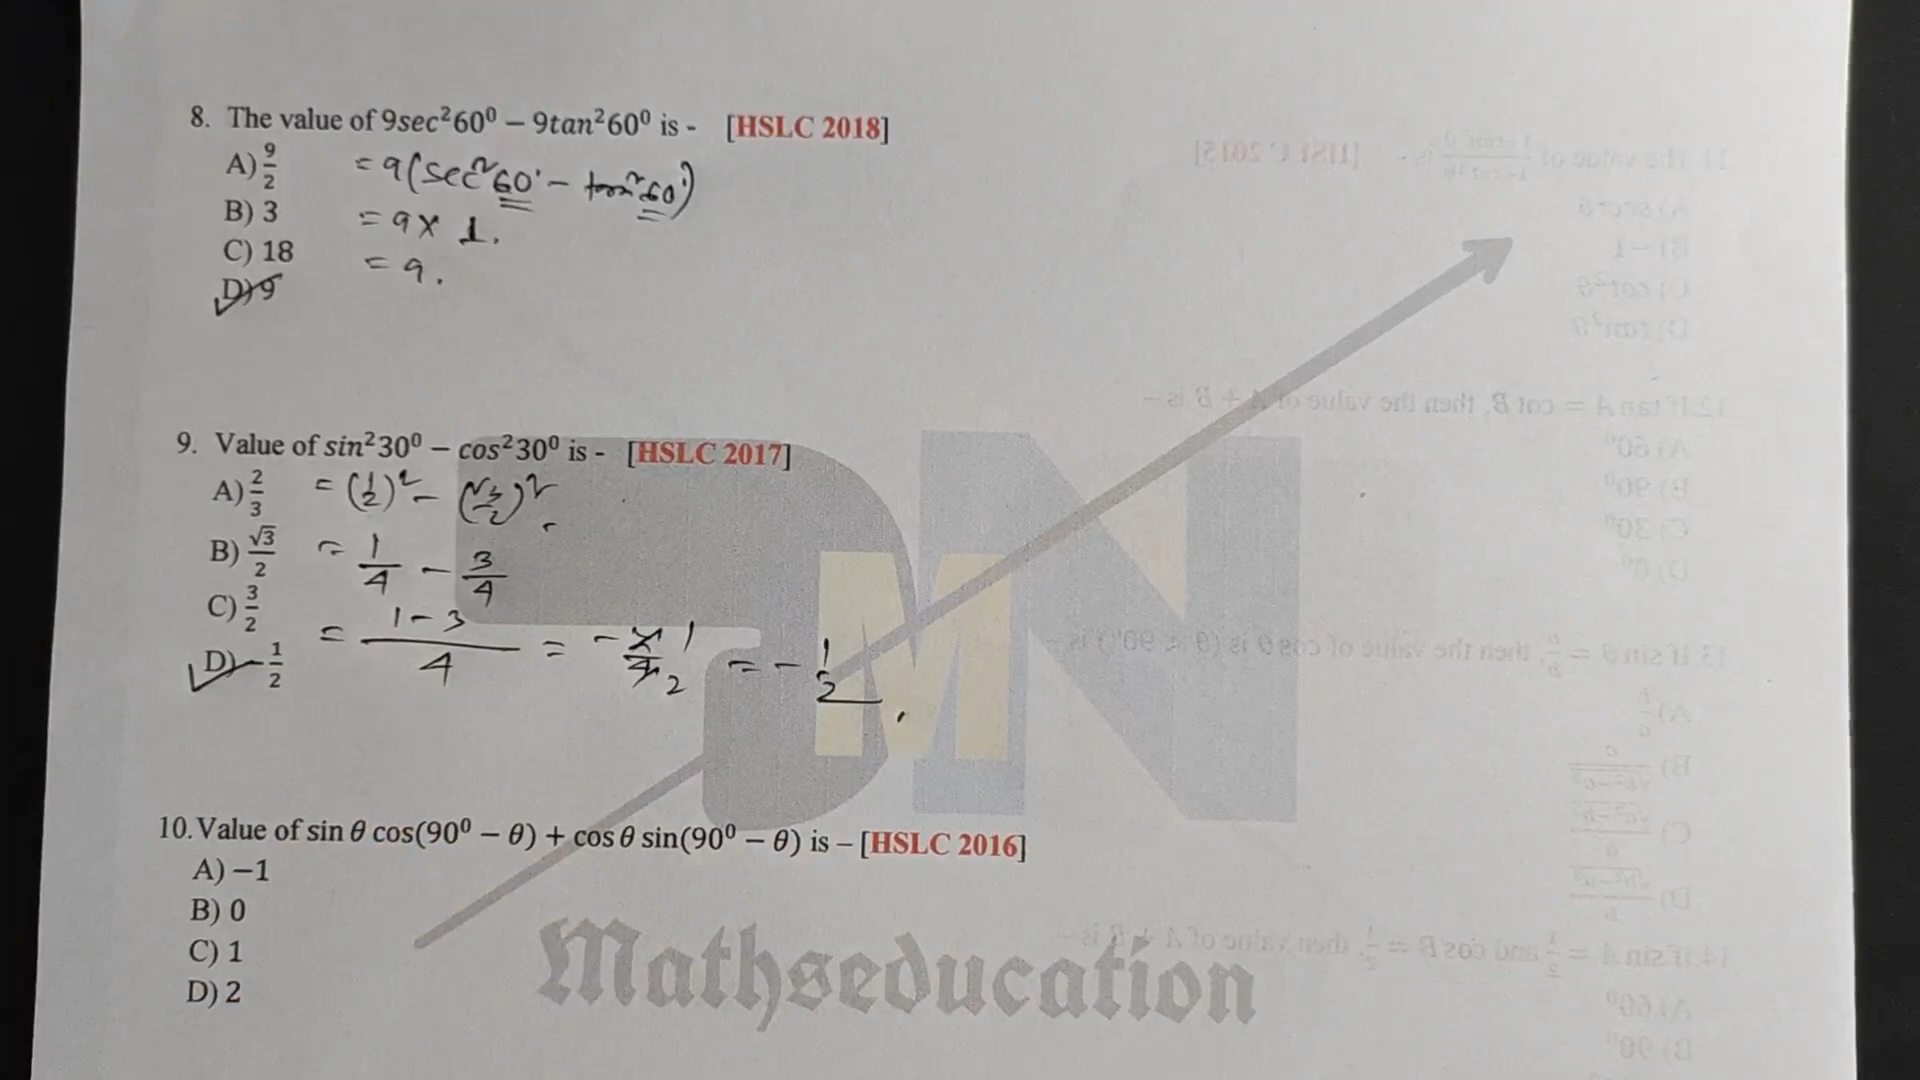 8. The value of 9sec²60⁰ – 9tan²60⁰ is - [HSLC 2018]
A) 9/2 = 9(sec²60° – tan²60°)
B) 3 = 9 × 1.
C) 18 = 9.
D) 9
9. Value of sin²30⁰ – cos²30⁰ is - [HSLC 2017]
A) 2/3 = (1/2)² – (√3/2)²
B) √3/2 = 1/4 – 3/4
C) 3/2 = (1-3)/4 = -2/4 1 2 = -1/2.
D) –1/2
10. Value of sin θ cos(90⁰ – θ) + cos θ sin(90⁰ – θ) is – [HSLC 2016]
A) –1
B) 0
C) 1
D) 2
M N
Mathseducation